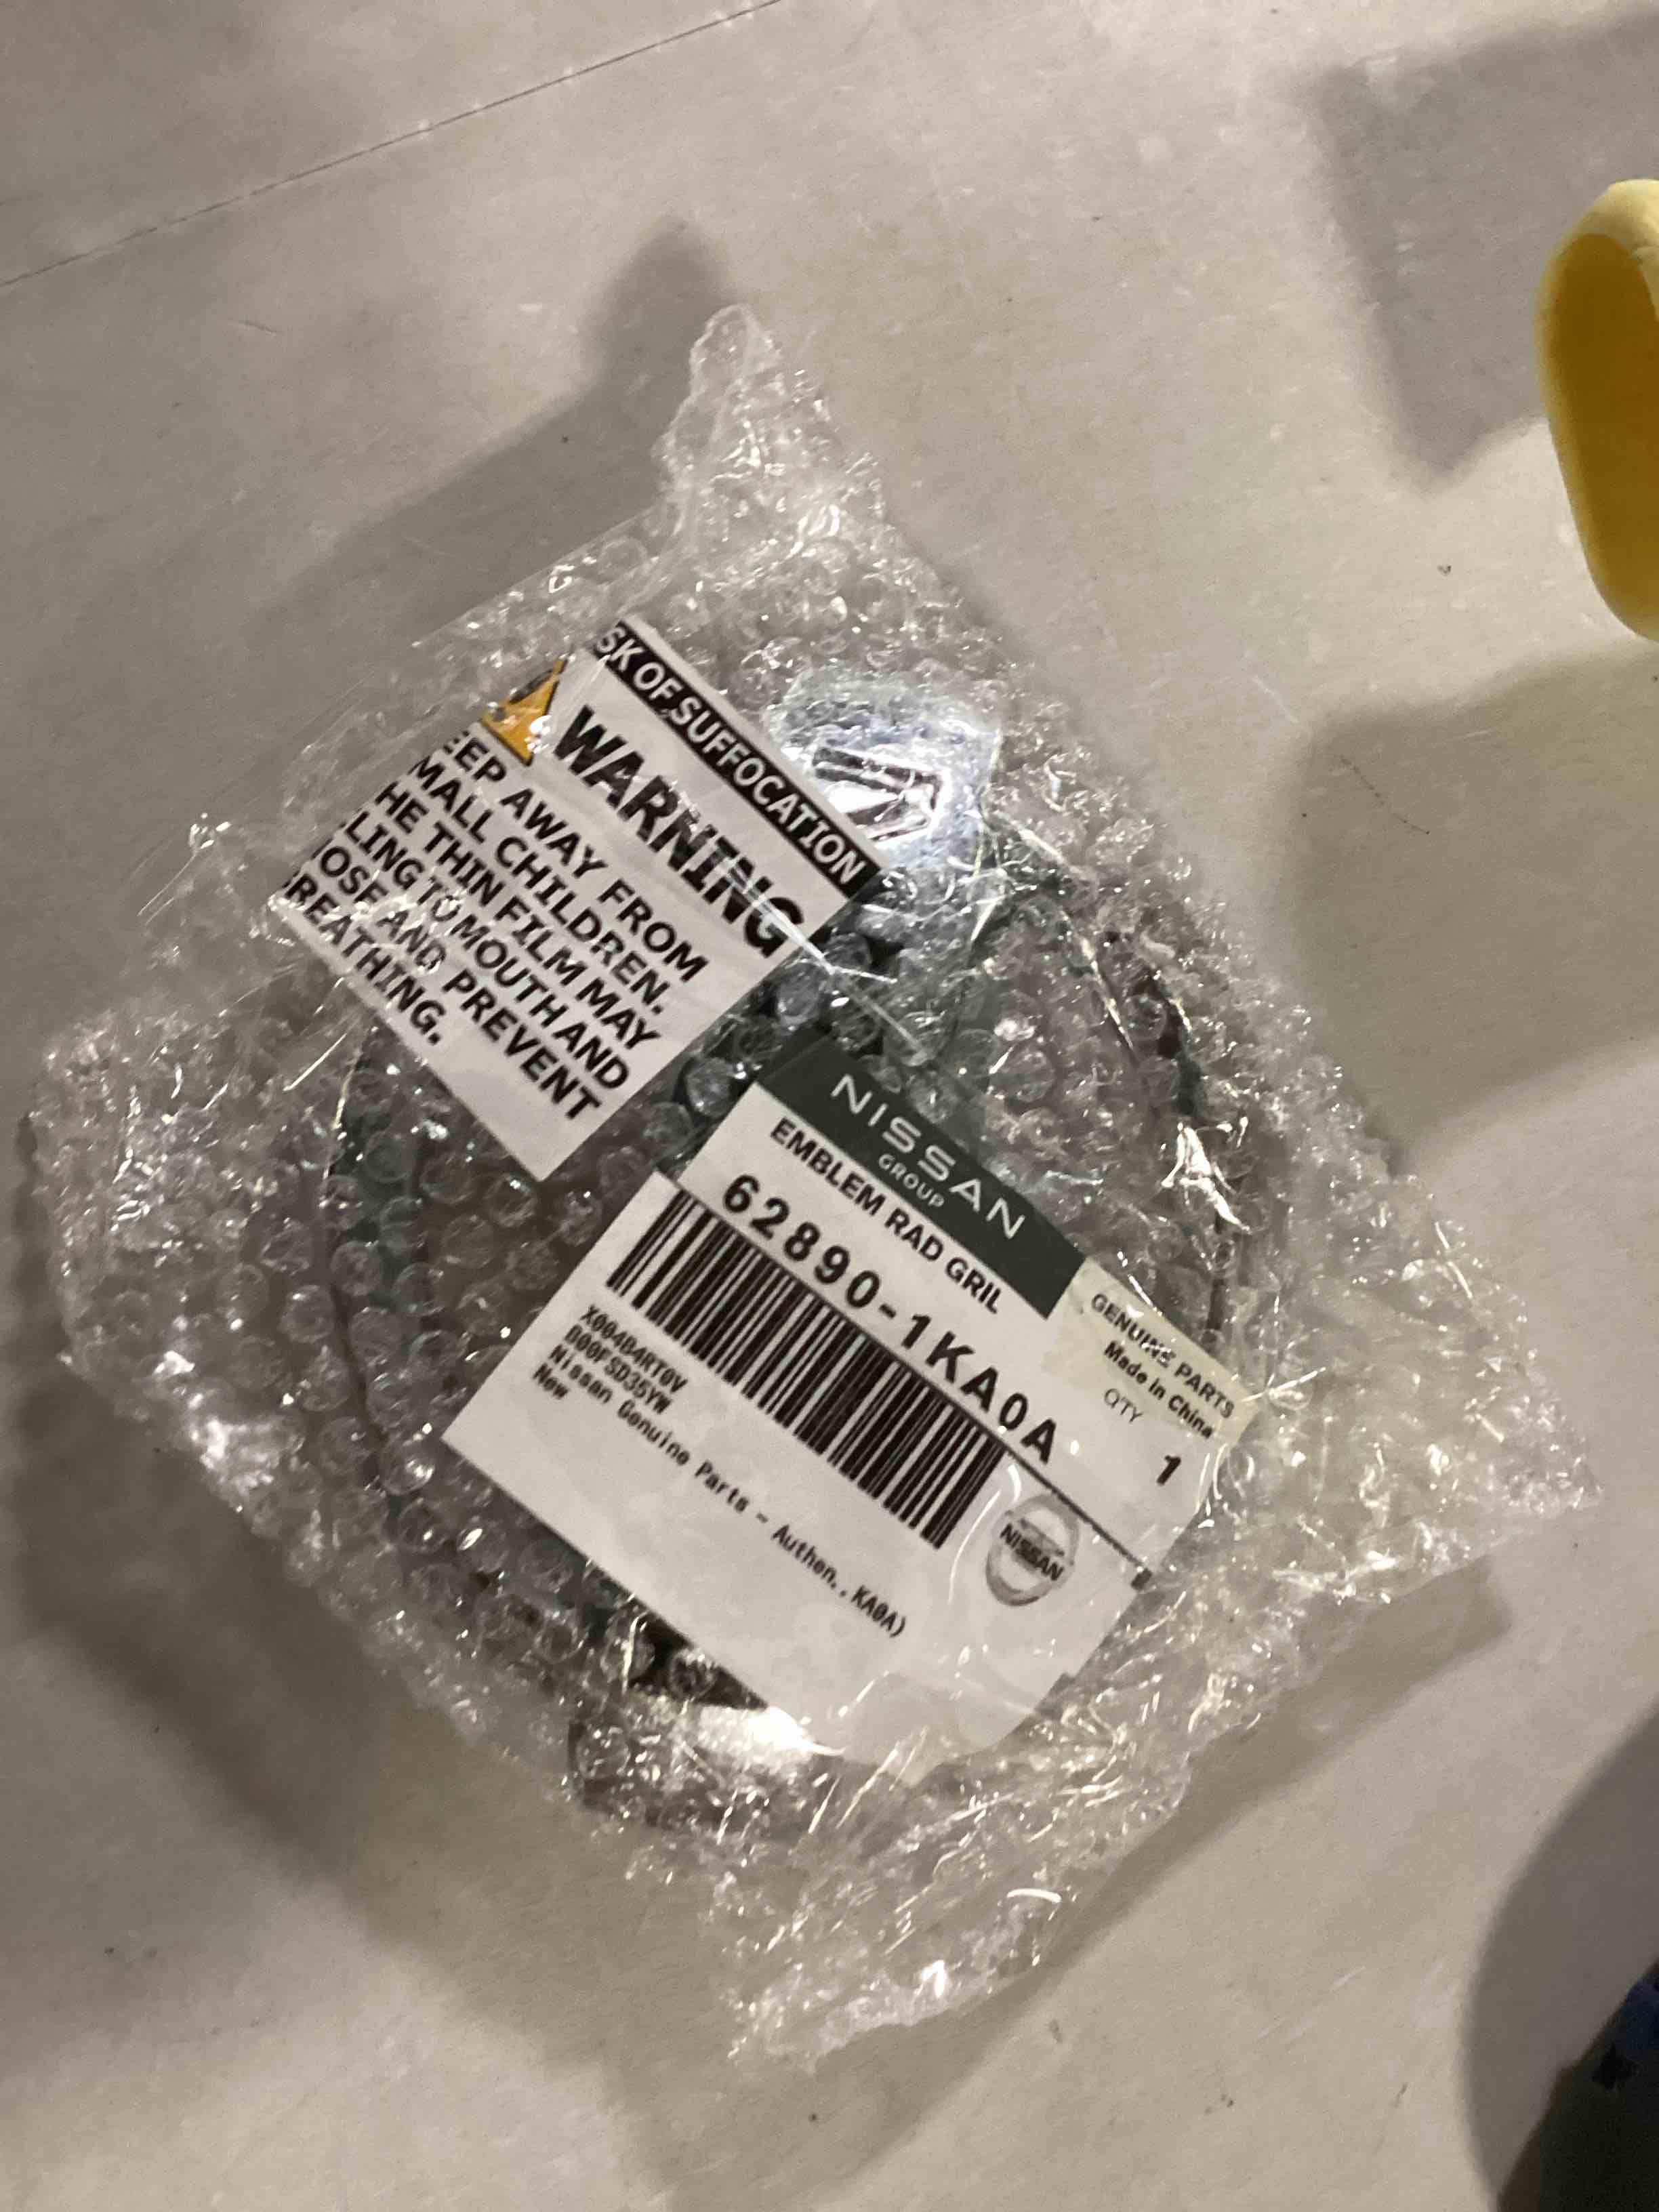 SK OF SUFFOCATION
WARNING
EEP AWAY FROM
MALL CHILDREN.
HE THIN FILM MAY
LING TO MOUTH AND
OSE AND PREVENT
REATHING.
NISSAN
GROUP
EMBLEM RAD GRIL
62890-1KA0A
GENUINE PARTS
Made in China
QTY
1
X004B4RT0V
B00FSD35YW
Nissan Genuine Parts - Authen..KA0A)
New
NISSAN